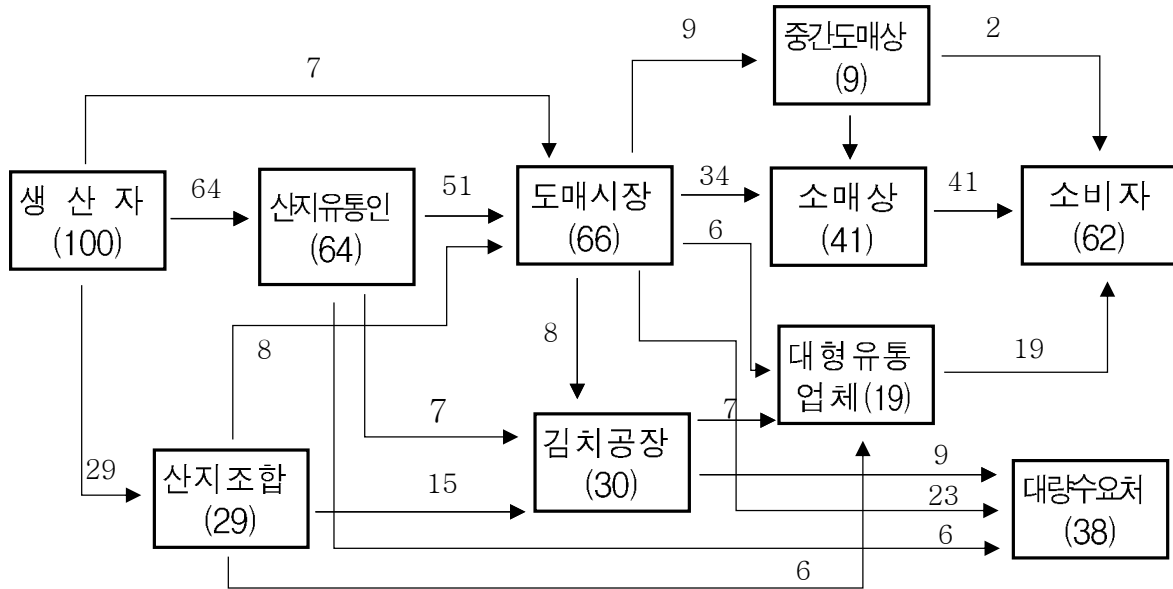 9
중간도매상
(9)
2
7
생 산 자
(100)
64
산지유통인
(64)
51
도매시장
(66)
34
소매상
(41)
41
소비자
(62)
6
8
8
대형유통
업체(19)
19
7
김치공장
(30)
7
29
산지조합
(29)
15
9
23
6
대량수요처
(38)
6